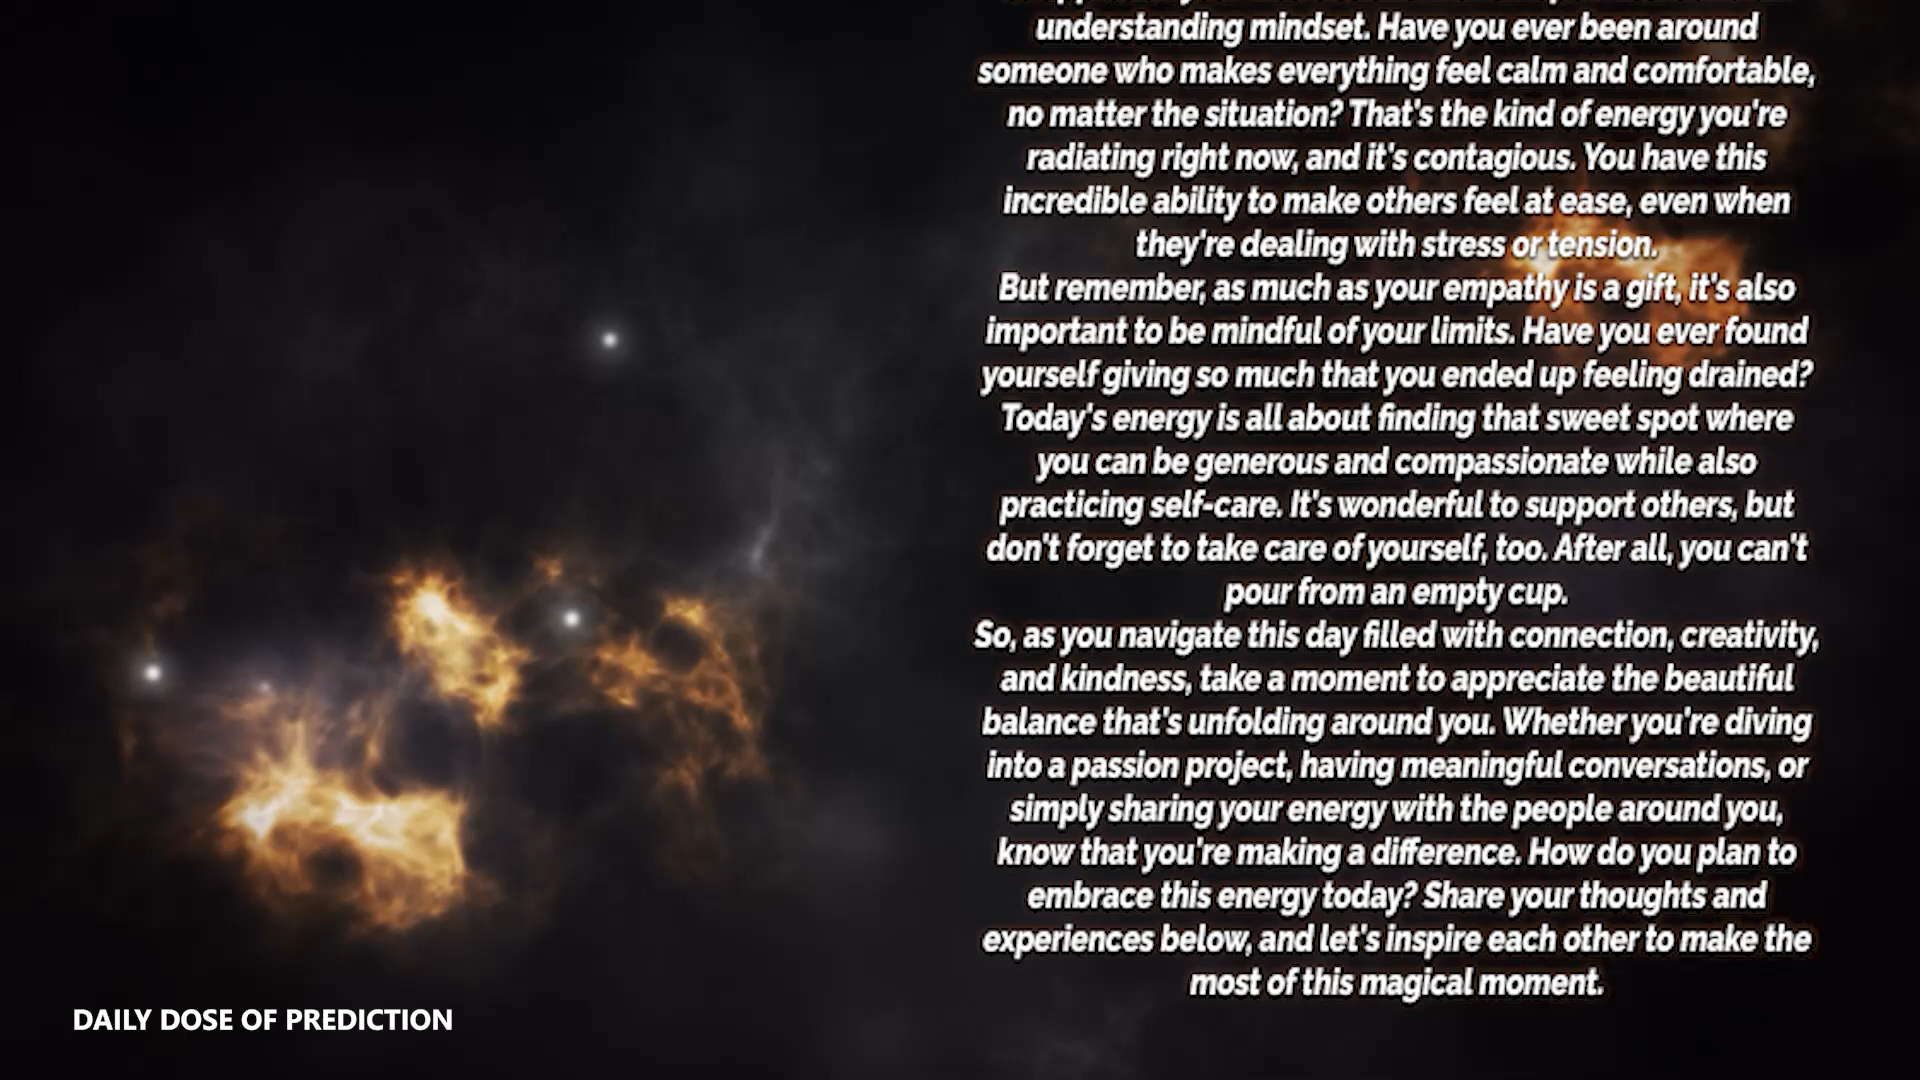 understanding mindset. Have you ever been around
someone who makes everything feel calm and comfortable,
no matter the situation? That's the kind of energy you're
radiating right now, and it's contagious. You have this
incredible ability to make others feel at ease, even when
they're dealing with stress or tension.
But remember, as much as your empathy is a gift, it's also
important to be mindful of your limits. Have you ever found
yourself giving so much that you ended up feeling drained?
Today's energy is all about finding that sweet spot where
you can be generous and compassionate while also
practicing self-care. It's wonderful to support others, but
don't forget to take care of yourself, too. After all, you can't
pour from an empty cup.
So, as you navigate this day filled with connection, creativity,
and kindness, take a moment to appreciate the beautiful
balance that's unfolding around you. Whether you're diving
into a passion project, having meaningful conversations, or
simply sharing your energy with the people around you,
know that you're making a difference. How do you plan to
embrace this energy today? Share your thoughts and
experiences below, and let's inspire each other to make the
most of this magical moment.
DAILY DOSE OF PREDICTION